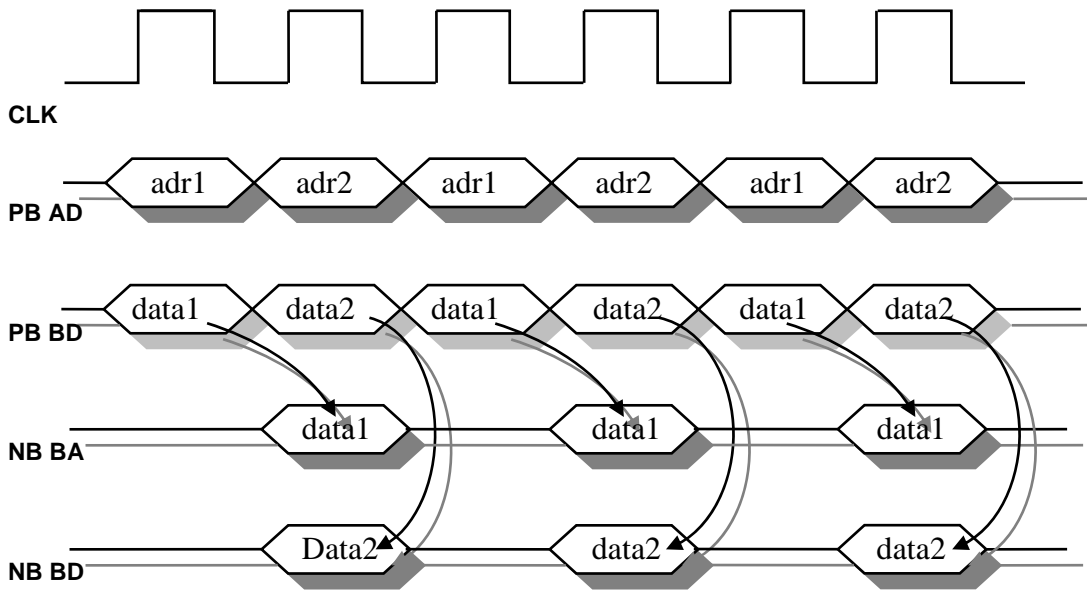 CLK
adr1 adr2 adr1 adr2 adr1 adr2
PB AD
data1 data2 data1 data2 data1 data2
PB BD
data1 data1 data1
NB BA
Data2 data2 data2
NB BD